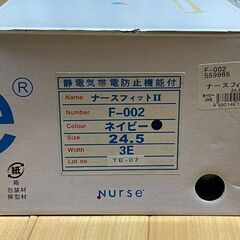 静電気帯電防止機能付
Name ナースフィットII
Number F-002
Colour ネイビー
Size 24.5
Width 3E
Lot no TE-07
nurse®
e®
紙
箱
包装材
保型材
F-002
559985
ナースフィ